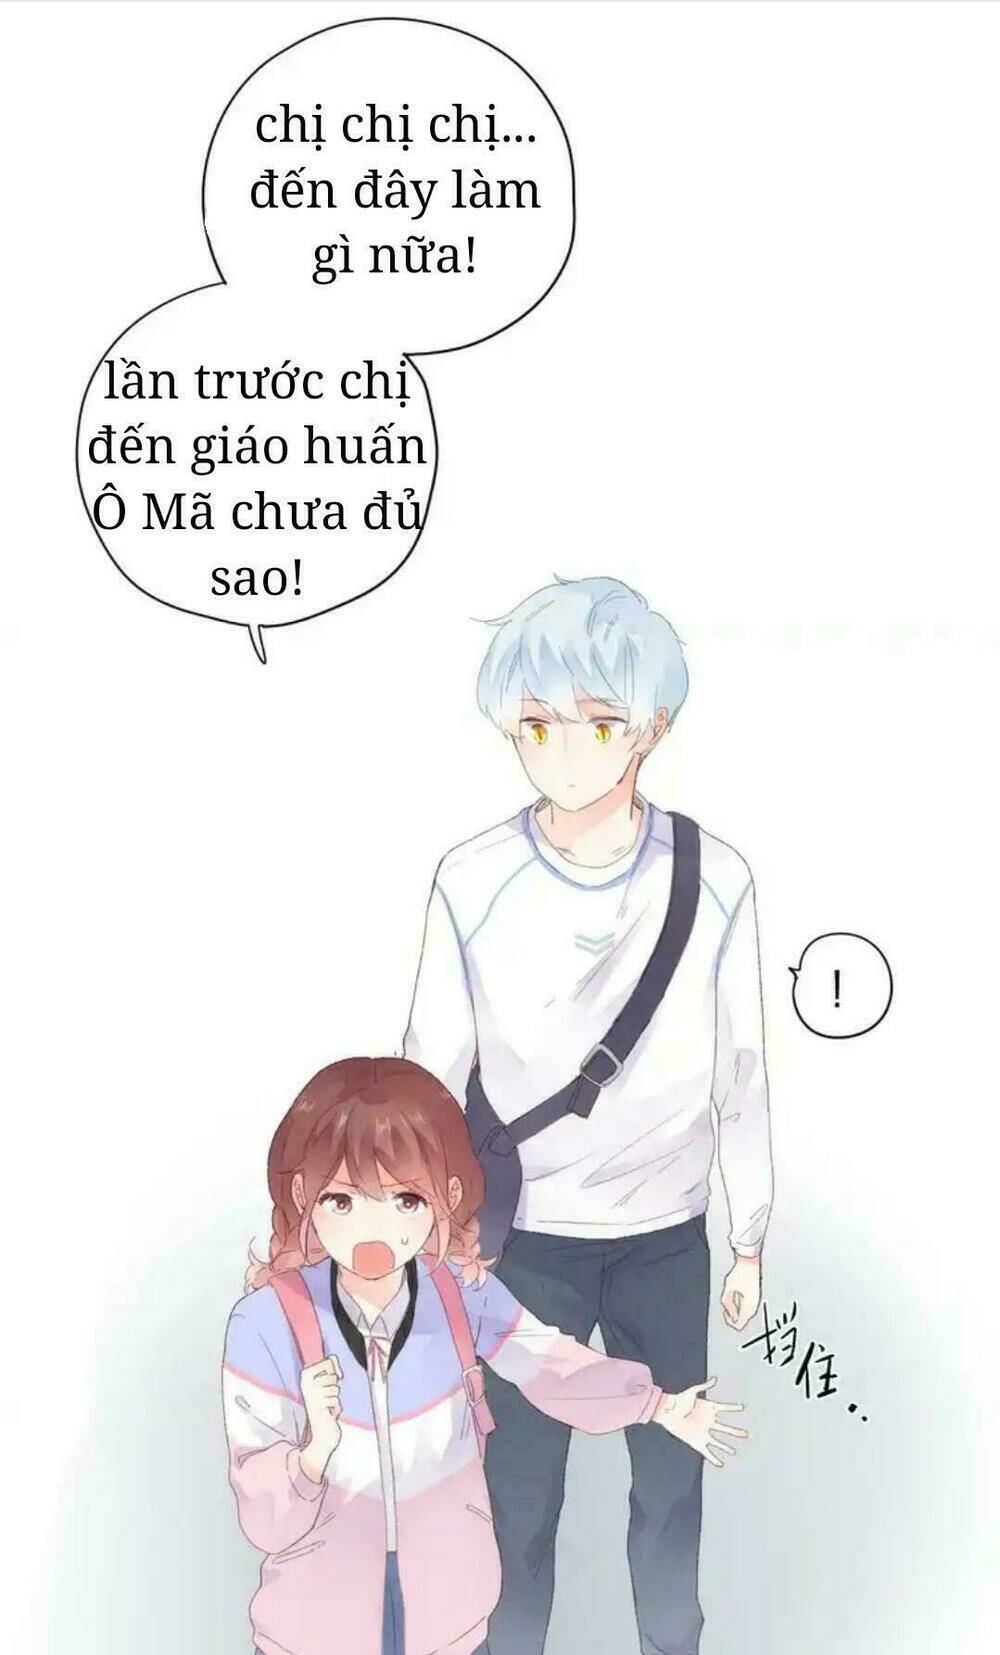 chị chị chị...
đến đây làm
gì nữa!
lần trước chị
đến giáo huấn
Ô Mã chưa đủ
sao!
!
挡住..